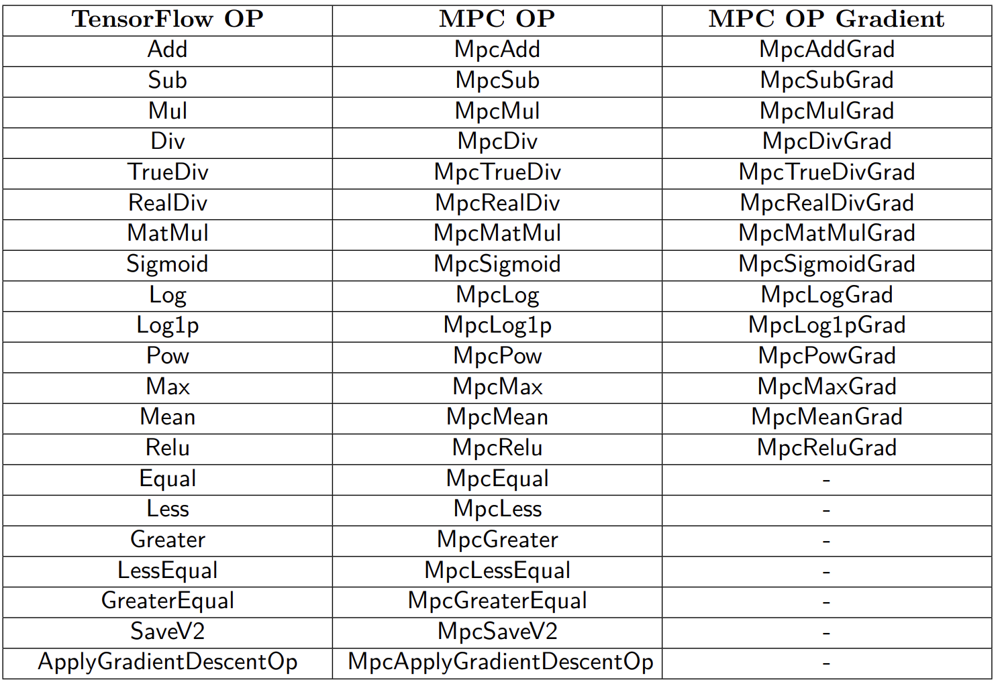 TensorFlow OP MPC OP MPC OP Gradient
Add MpcAdd MpcAddGrad
Sub MpcSub MpcSubGrad
Mul MpcMul MpcMulGrad
Div MpcDiv MpcDivGrad
TrueDiv MpcTrueDiv MpcTrueDivGrad
RealDiv MpcRealDiv MpcRealDivGrad
MatMul MpcMatMul MpcMatMulGrad
Sigmoid MpcSigmoid MpcSigmoidGrad
Log MpcLog MpcLogGrad
Log1p MpcLog1p MpcLog1pGrad
Pow MpcPow MpcPowGrad
Max MpcMax MpcMaxGrad
Mean MpcMean MpcMeanGrad
Relu MpcRelu MpcReluGrad
Equal MpcEqual -
Less MpcLess -
Greater MpcGreater -
LessEqual MpcLessEqual -
GreaterEqual MpcGreaterEqual -
SaveV2 MpcSaveV2 -
ApplyGradientDescentOp MpcApplyGradientDescentOp -